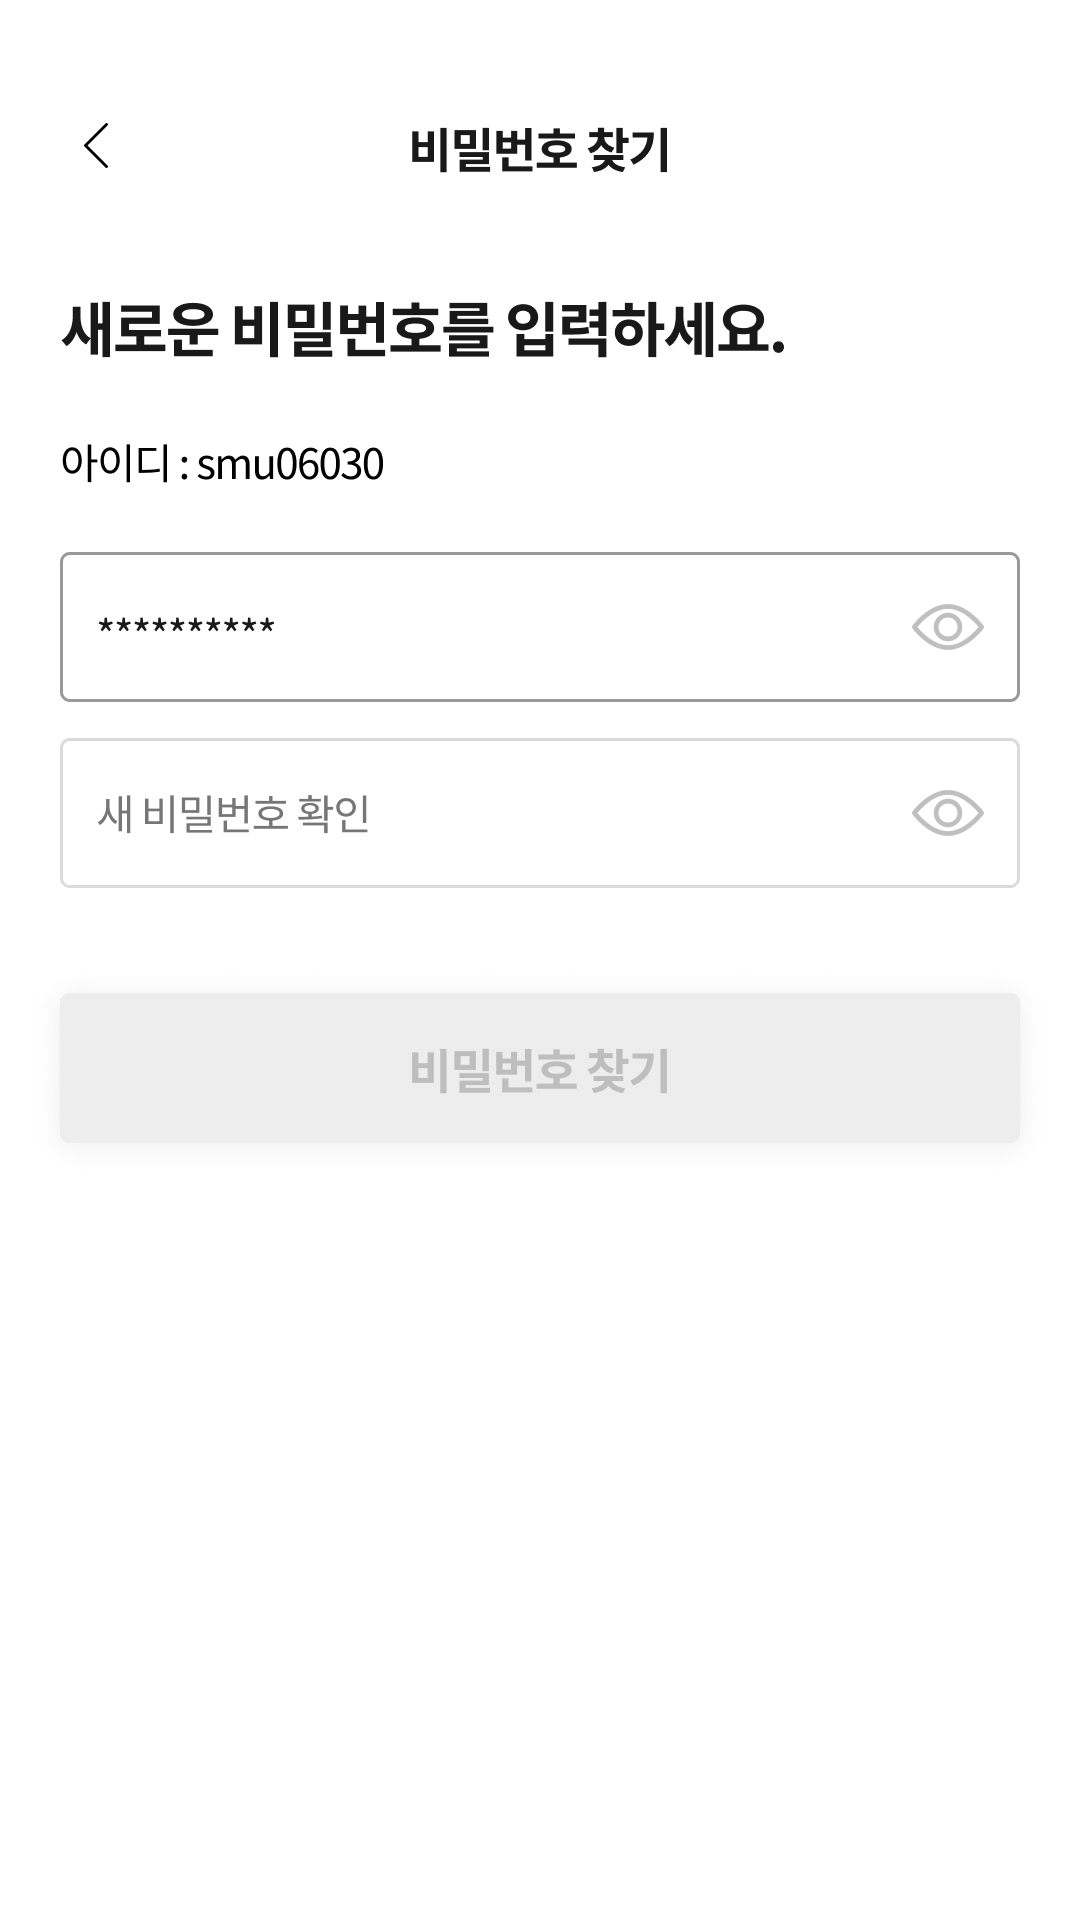 비밀번호 찾기
새로운 비밀번호를 입력하세요.
아이디 : smu06030
**********
새 비밀번호 확인
비밀번호 찾기